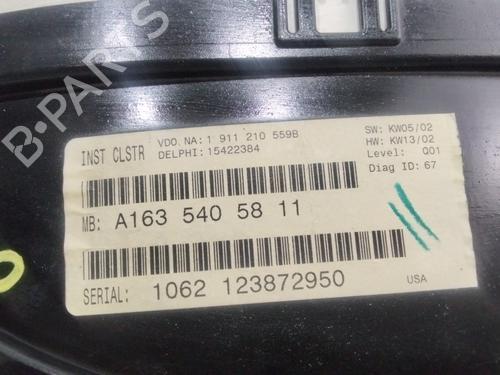 INST CLSTR
VDO. NA: 1 911 210 559B
DELPHI: 15422384
SW: KW05/02
HW: KW13/02
Level: Q01
Diag ID: 67
MB: A163 540 58 11
SERIAL: 1062 123872950
USA
B-PARTS